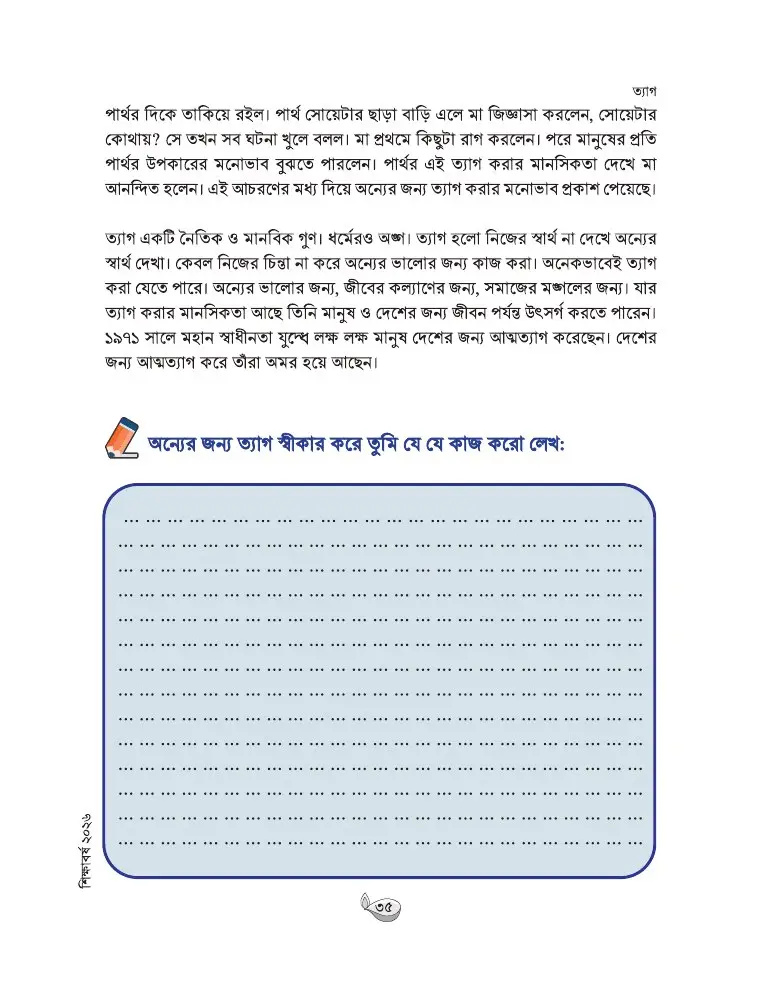 ত্যাগ
পার্থর দিকে তাকিয়ে রইল। পার্থ সোয়েটার ছাড়া বাড়ি এলে মা জিজ্ঞাসা করলেন, সোয়েটার
কোথায়? সে তখন সব ঘটনা খুলে বলল। মা প্রথমে কিছুটা রাগ করলেন। পরে মানুষের প্রতি
পার্থর উপকারের মনোভাব বুঝতে পারলেন। পার্থর এই ত্যাগ করার মানসিকতা দেখে মা
আনন্দিত হলেন। এই আচরণের মধ্য দিয়ে অন্যের জন্য ত্যাগ করার মনোভাব প্রকাশ পেয়েছে।
ত্যাগ একটি নৈতিক ও মানবিক গুণ। ধর্মেরও অঙ্গ। ত্যাগ হলো নিজের স্বার্থ না দেখে অন্যের
স্বার্থ দেখা। কেবল নিজের চিন্তা না করে অন্যের ভালোর জন্য কাজ করা। অনেকভাবেই ত্যাগ
করা যেতে পারে। অন্যের ভালোর জন্য, জীবের কল্যাণের জন্য, সমাজের মঙ্গলের জন্য। যার
ত্যাগ করার মানসিকতা আছে তিনি মানুষ ও দেশের জন্য জীবন পর্যন্ত উৎসর্গ করতে পারেন।
১৯৭১ সালে মহান স্বাধীনতা যুদ্ধে লক্ষ লক্ষ মানুষ দেশের জন্য আত্মত্যাগ করেছেন। দেশের
জন্য আত্মত্যাগ করে তাঁরা অমর হয়ে আছেন।
অন্যের জন্য ত্যাগ স্বীকার করে তুমি যে যে কাজ করো লেখ:
শিক্ষাবর্ষ ২০২৬
৩৫